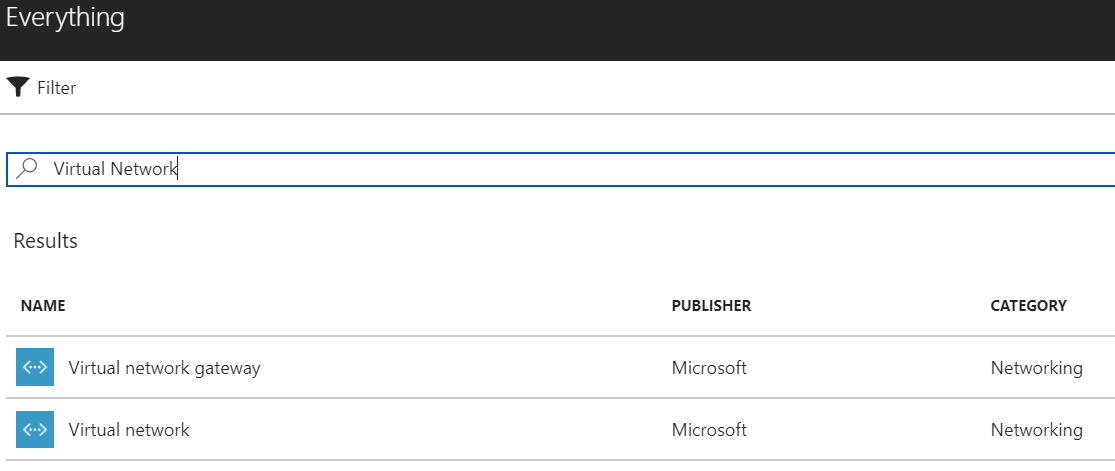 Everything
Filter
Virtual Network
Results
NAME PUBLISHER CATEGORY
Virtual network gateway Microsoft Networking
Virtual network Microsoft Networking